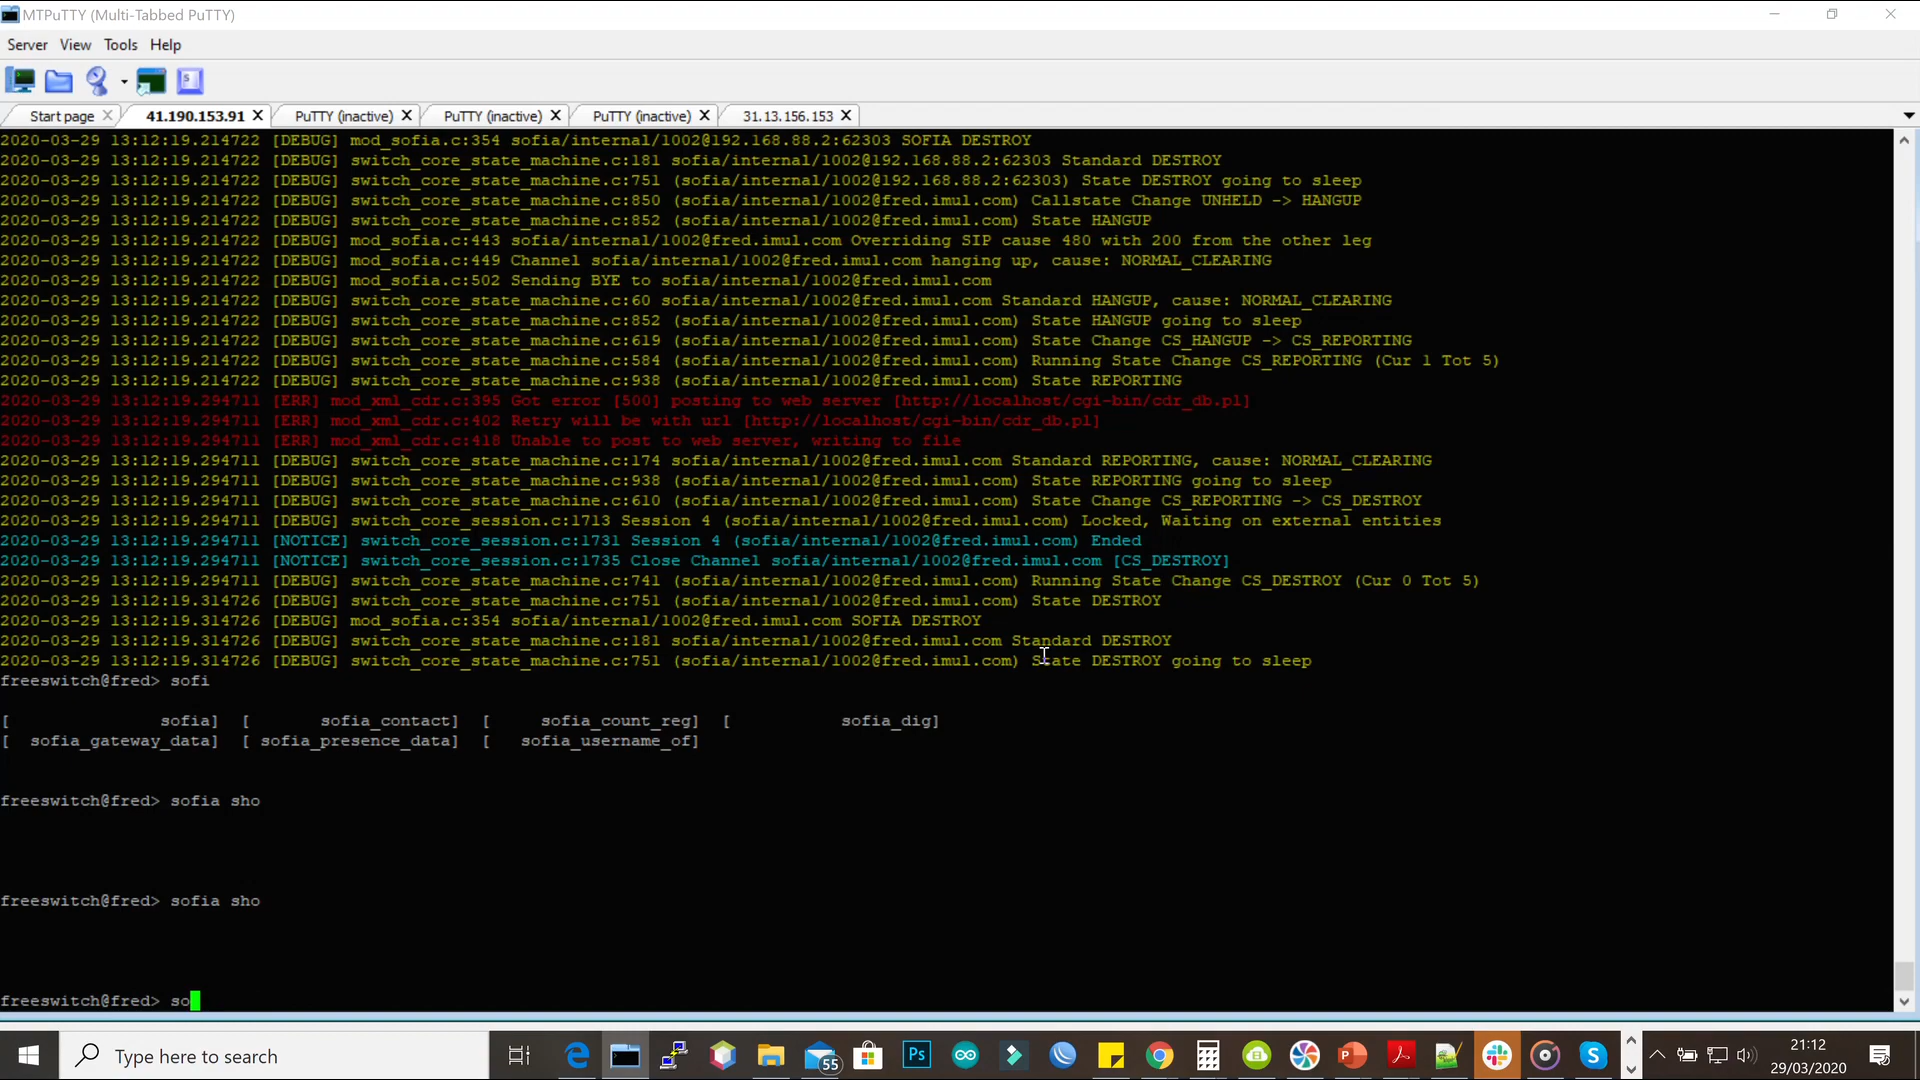 MTPuTTY (Multi-Tabbed PuTTY)
Server View Tools Help
Start page 41.190.153.91 PuTTY (inactive) PuTTY (inactive) PuTTY (inactive) 31.13.156.153
2020-03-29 13:12:19.214722 [DEBUG] mod_sofia.c:354 sofia/internal/1002@192.168.88.2:62303 SOFIA DESTROY
2020-03-29 13:12:19.214722 [DEBUG] switch_core_state_machine.c:181 sofia/internal/1002@192.168.88.2:62303 Standard DESTROY
2020-03-29 13:12:19.214722 [DEBUG] switch_core_state_machine.c:751 (sofia/internal/1002@192.168.88.2:62303) State DESTROY going to sleep
2020-03-29 13:12:19.214722 [DEBUG] switch_core_state_machine.c:850 (sofia/internal/1002@fred.imul.com) Callstate Change UNHELD -> HANGUP
2020-03-29 13:12:19.214722 [DEBUG] switch_core_state_machine.c:852 (sofia/internal/1002@fred.imul.com) State HANGUP
2020-03-29 13:12:19.214722 [DEBUG] mod_sofia.c:443 sofia/internal/1002@fred.imul.com Overriding SIP cause 480 with 200 from the other leg
2020-03-29 13:12:19.214722 [DEBUG] mod_sofia.c:449 Channel sofia/internal/1002@fred.imul.com hanging up, cause: NORMAL_CLEARING
2020-03-29 13:12:19.214722 [DEBUG] mod_sofia.c:502 Sending BYE to sofia/internal/1002@fred.imul.com
2020-03-29 13:12:19.214722 [DEBUG] switch_core_state_machine.c:60 sofia/internal/1002@fred.imul.com Standard HANGUP, cause: NORMAL_CLEARING
2020-03-29 13:12:19.214722 [DEBUG] switch_core_state_machine.c:852 (sofia/internal/1002@fred.imul.com) State HANGUP going to sleep
2020-03-29 13:12:19.214722 [DEBUG] switch_core_state_machine.c:619 (sofia/internal/1002@fred.imul.com) State Change CS_HANGUP -> CS_REPORTING
2020-03-29 13:12:19.214722 [DEBUG] switch_core_state_machine.c:584 (sofia/internal/1002@fred.imul.com) Running State Change CS_REPORTING (Cur 1 Tot 5)
2020-03-29 13:12:19.214722 [DEBUG] switch_core_state_machine.c:938 (sofia/internal/1002@fred.imul.com) State REPORTING
2020-03-29 13:12:19.294711 [ERR] mod_xml_cdr.c:395 Got error [500] posting to web server [http://localhost/cgi-bin/cdr_db.pl]
2020-03-29 13:12:19.294711 [ERR] mod_xml_cdr.c:402 Retry will be with url [http://localhost/cgi-bin/cdr_db.pl]
2020-03-29 13:12:19.294711 [ERR] mod_xml_cdr.c:418 Unable to post to web server, writing to file
2020-03-29 13:12:19.294711 [DEBUG] switch_core_state_machine.c:174 sofia/internal/1002@fred.imul.com Standard REPORTING, cause: NORMAL_CLEARING
2020-03-29 13:12:19.294711 [DEBUG] switch_core_state_machine.c:938 (sofia/internal/1002@fred.imul.com) State REPORTING going to sleep
2020-03-29 13:12:19.294711 [DEBUG] switch_core_state_machine.c:610 (sofia/internal/1002@fred.imul.com) State Change CS_REPORTING -> CS_DESTROY
2020-03-29 13:12:19.294711 [DEBUG] switch_core_session.c:1713 Session 4 (sofia/internal/1002@fred.imul.com) Locked, Waiting on external entities
2020-03-29 13:12:19.294711 [NOTICE] switch_core_session.c:1731 Session 4 (sofia/internal/1002@fred.imul.com) Ended
2020-03-29 13:12:19.294711 [NOTICE] switch_core_session.c:1735 Close Channel sofia/internal/1002@fred.imul.com [CS_DESTROY]
2020-03-29 13:12:19.294711 [DEBUG] switch_core_state_machine.c:741 (sofia/internal/1002@fred.imul.com) Running State Change CS_DESTROY (Cur 0 Tot 5)
2020-03-29 13:12:19.314726 [DEBUG] switch_core_state_machine.c:751 (sofia/internal/1002@fred.imul.com) State DESTROY
2020-03-29 13:12:19.314726 [DEBUG] mod_sofia.c:354 sofia/internal/1002@fred.imul.com SOFIA DESTROY
2020-03-29 13:12:19.314726 [DEBUG] switch_core_state_machine.c:181 sofia/internal/1002@fred.imul.com Standard DESTROY
2020-03-29 13:12:19.314726 [DEBUG] switch_core_state_machine.c:751 (sofia/internal/1002@fred.imul.com) State DESTROY going to sleep
freeswitch@fred> sofi
[ sofia] [ sofia_contact] [ sofia_count_reg] [ sofia_dig]
[ sofia_gateway_data] [ sofia_presence_data] [ sofia_username_of]
freeswitch@fred> sofia sho
freeswitch@fred> sofia sho
freeswitch@fred> so
Type here to search
55
Ps
21:12
29/03/2020